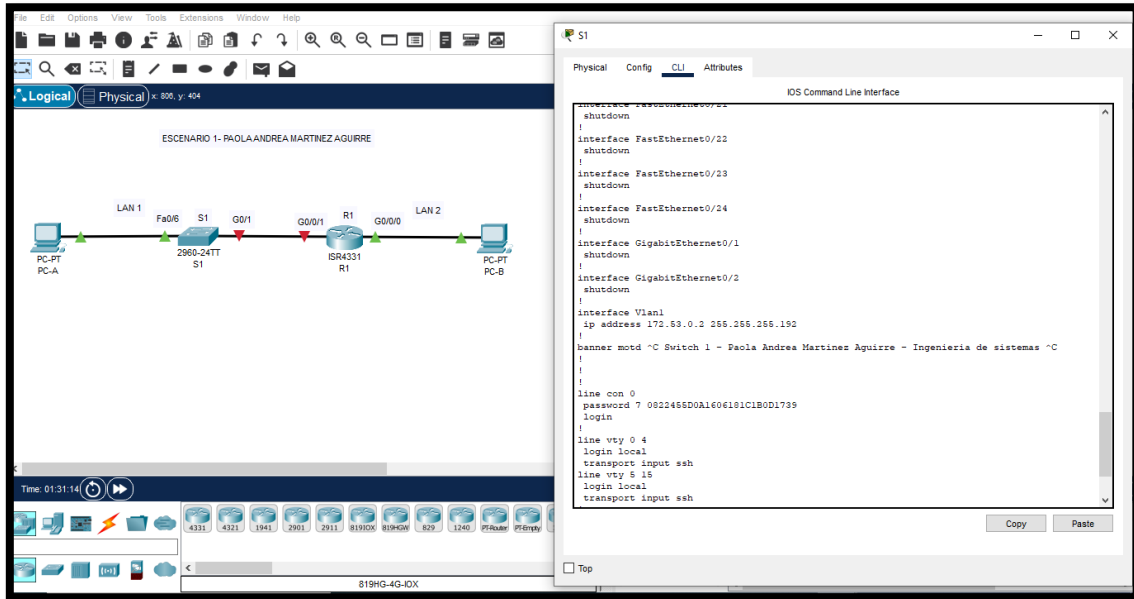 File Edit Options View Tools Extensions Window Help
Logical Physical x: 806, y: 404
ESCENARIO 1- PAOLA ANDREA MARTINEZ AGUIRRE
LAN 1
Fa0/6 S1 G0/1
G0/0/1 R1 G0/0/0
LAN 2
PC-PT
PC-A
2960-24TT
S1
ISR4331
R1
PC-PT
PC-B
Time: 01:31:14
4331 4321 1941 2901 2911 819IOX 819HGW 829 1240 PT-Router PT-Empty
819HG-4G-IOX
S1
Physical Config CLI Attributes
IOS Command Line Interface
interface FastEthernet0/21
shutdown
!
interface FastEthernet0/22
shutdown
!
interface FastEthernet0/23
shutdown
!
interface FastEthernet0/24
shutdown
!
interface GigabitEthernet0/1
shutdown
!
interface GigabitEthernet0/2
shutdown
!
interface Vlan1
ip address 172.53.0.2 255.255.255.192
!
banner motd ^C Switch 1 - Paola Andrea Martinez Aguirre - Ingenieria de sistemas ^C
!
!
!
line con 0
password 7 0822455D0A1606181C1B0D1739
login
!
line vty 0 4
login local
transport input ssh
line vty 5 15
login local
transport input ssh
Copy Paste
Top